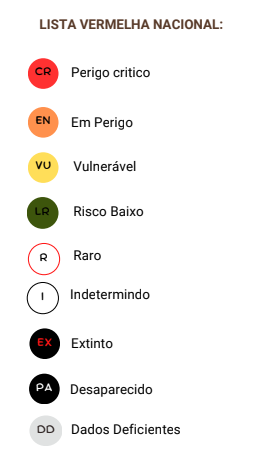 LISTA VERMELHA NACIONAL:
CR Perigo critico
EN Em Perigo
VU Vulnerável
LR Risco Baixo
R Raro
I Indetermindo
EX Extinto
PA Desaparecido
DD Dados Deficientes